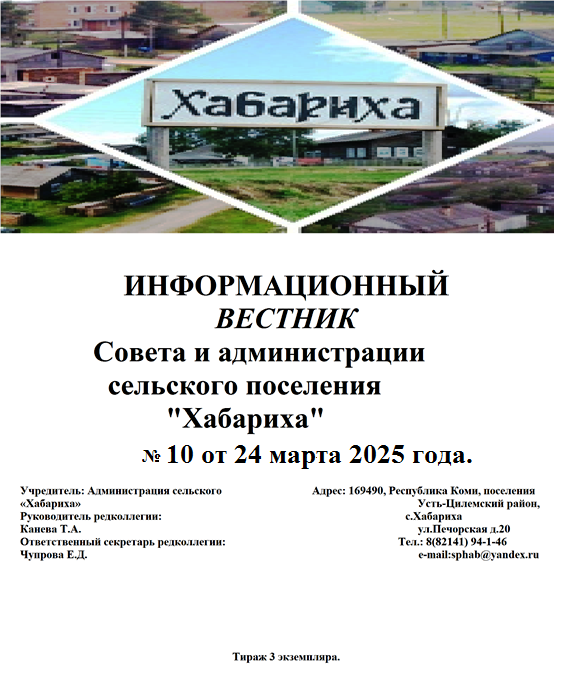 Хабариха
ИНФОРМАЦИОННЫЙ
ВЕСТНИК
Совета и администрации
сельского поселения
"Хабариха"
№ 10 от 24 марта 2025 года.
Учредитель: Администрация сельского
«Хабариха»
Руководитель редколлегии:
Канева Т.А.
Ответственный секретарь редколлегии:
Чупрова Е.Д.
Адрес: 169490, Республика Коми, поселения
Усть-Цилемский район,
с.Хабариха
ул.Печорская д.20
Тел.: 8(82141) 94-1-46
e-mail:sphab@yandex.ru
Тираж 3 экземпляра.